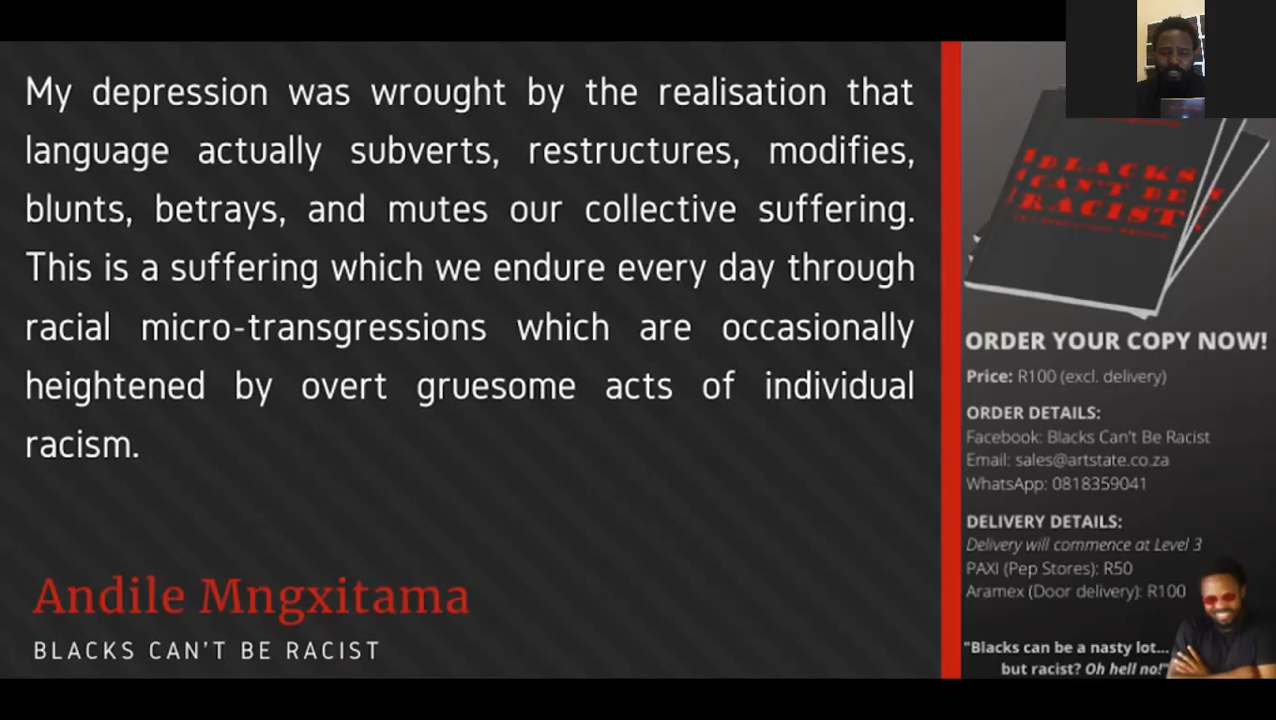 My depression was wrought by the realisation that
language actually subverts, restructures, modifies,
blunts, betrays, and mutes our collective suffering.
This is a suffering which we endure every day through
racial micro-transgressions which are occasionally
heightened by overt gruesome acts of individual
racism.
Andile Mngxitama
BLACKS CAN'T BE RACIST
BLACKS
CAN'T BE
RACIST
ORDER YOUR COPY NOW!
Price: R100 (excl. delivery)
ORDER DETAILS:
Facebook: Blacks Can't Be Racist
Email: sales@artstate.co.za
WhatsApp: 0818359041
DELIVERY DETAILS:
Delivery will commence at Level 3
PAXI (Pep Stores): R50
Aramex (Door delivery): R100
"Blacks can be a nasty lot...
but racist? Oh hell no!"